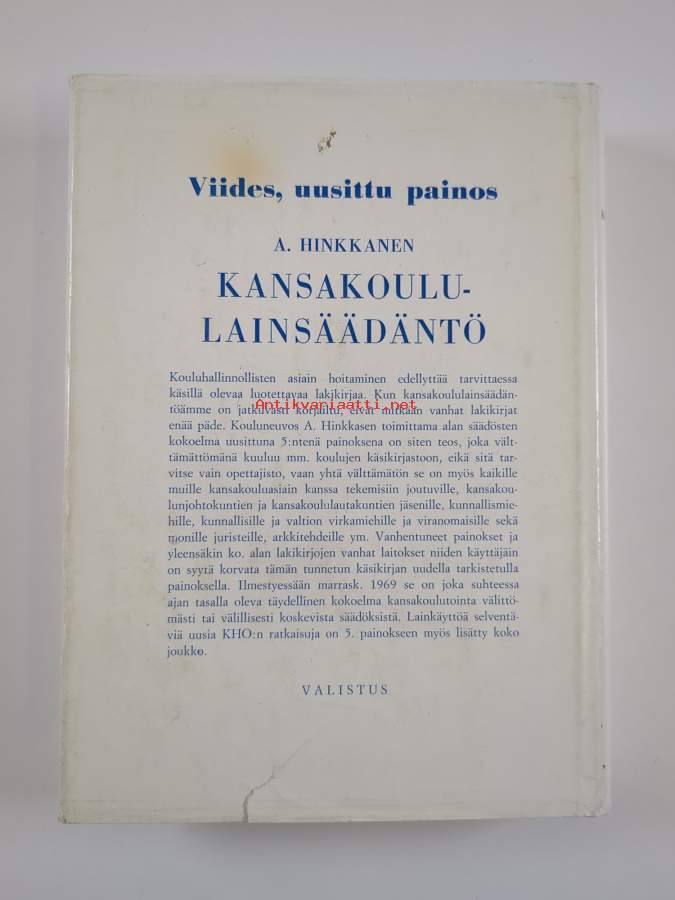 Viides, uusittu painos
A. HINKKANEN
KANSAKOULU-
LAINSÄÄDÄNTÖ
Kouluhallinnollisten asiain hoitaminen edellyttää tarvittaessa
käsillä olevaa luotettavaa lakikirjaa. Kun kansakoululainsäädän-
Antikvariaatti.net
töämme on jatkuvasti korjailtu, eivät mitkään vanhat lakikirjat
enää päde. Kouluneuvos A. Hinkkasen toimittama alan säädösten
kokoelma uusittuna 5:ntenä painoksena on siten teos, joka vält-
tämättömänä kuuluu mm. koulujen käsikirjastoon, eikä sitä tar-
vitse vain opettajisto, vaan yhtä välttämätön se on myös kaikille
muille kansakouluasiain kanssa tekemisiin joutuville, kansakou-
lunjohtokuntien ja kansakoululautakuntien jäsenille, kunnallismie-
hille, kunnallisille ja valtion virkamiehille ja viranomaisille sekä
monille juristeille, arkkitehdeille ym. Vanhentuneet painokset ja
yleensäkin ko. alan lakikirjojen vanhat laitokset niiden käyttäjäin
on syytä korvata tämän tunnetun käsikirjan uudella tarkistetulla
painoksella. Ilmestyessään marrask. 1969 se on joka suhteessa
ajan tasalla oleva täydellinen kokoelma kansakoulutointa välittö-
mästi tai välillisesti koskevista säädöksistä. Lainkäyttöä selventä-
viä uusia KHO:n ratkaisuja on 5. painokseen myös lisätty koko
joukko.
VALISTUS